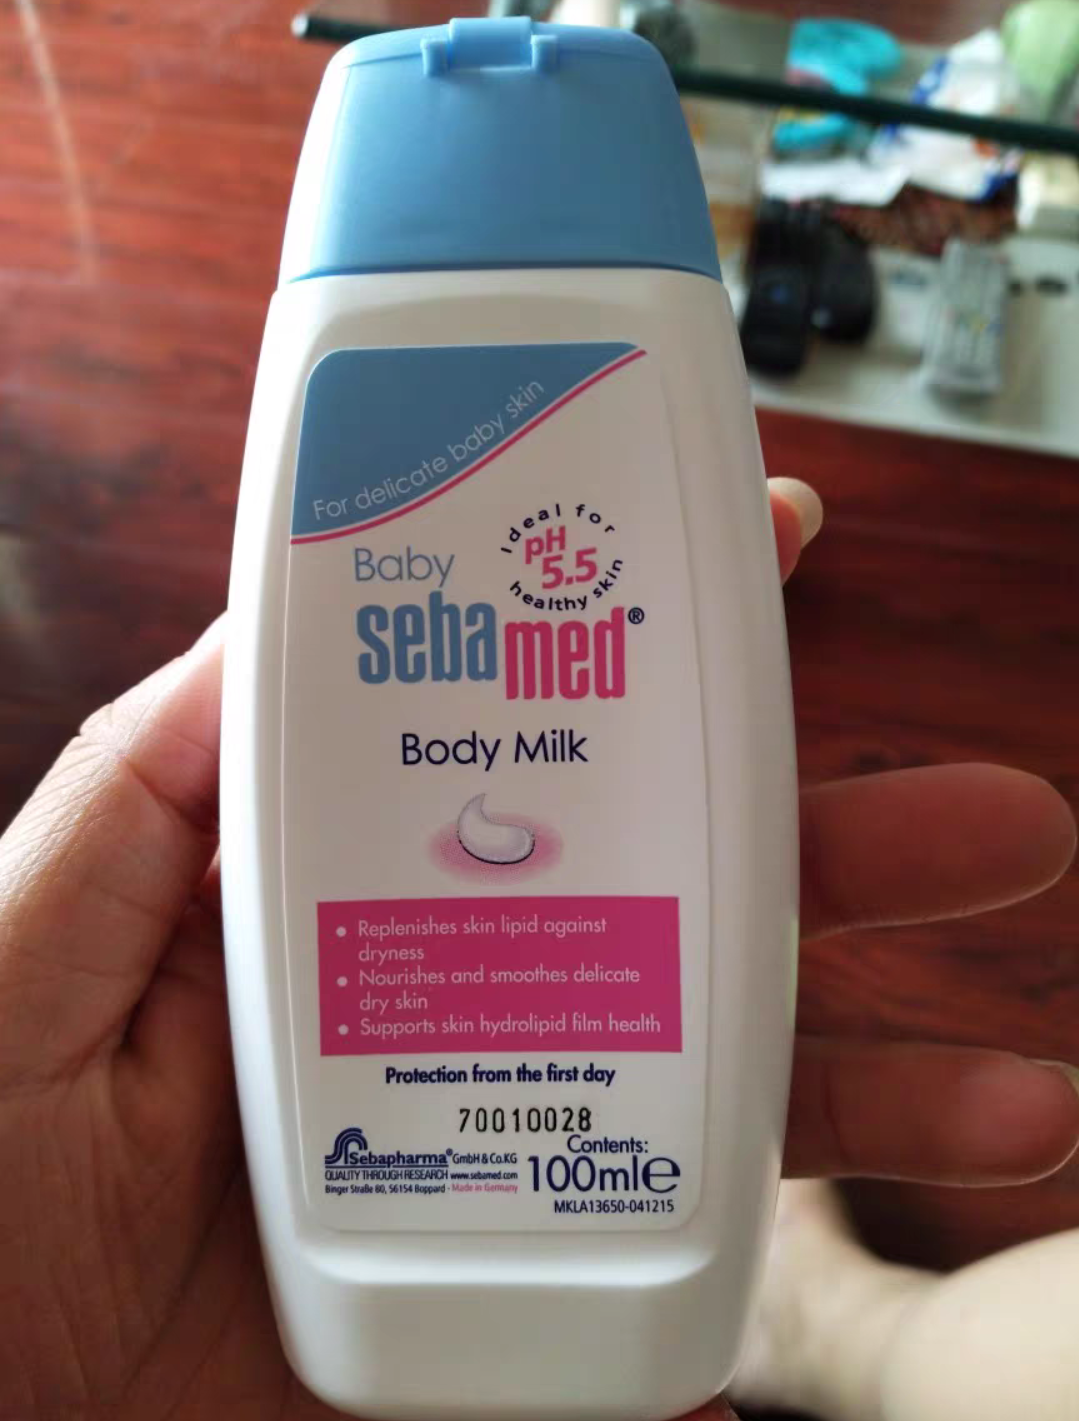 For delicate baby skin
Ideal for
pH
5.5
healthy skin
Baby
sebamed®
Body Milk
• Replenishes skin lipid against
dryness
• Nourishes and smoothes delicate
dry skin
• Supports skin hydrolipid film health
Protection from the first day
70010028
Sebapharma® GmbH & Co.KG
QUALITY THROUGH RESEARCH www.sebamed.com
Binger Straße 80, 56154 Boppard - Made in Germany
Contents:
100ml℮
MKLA13650-041215